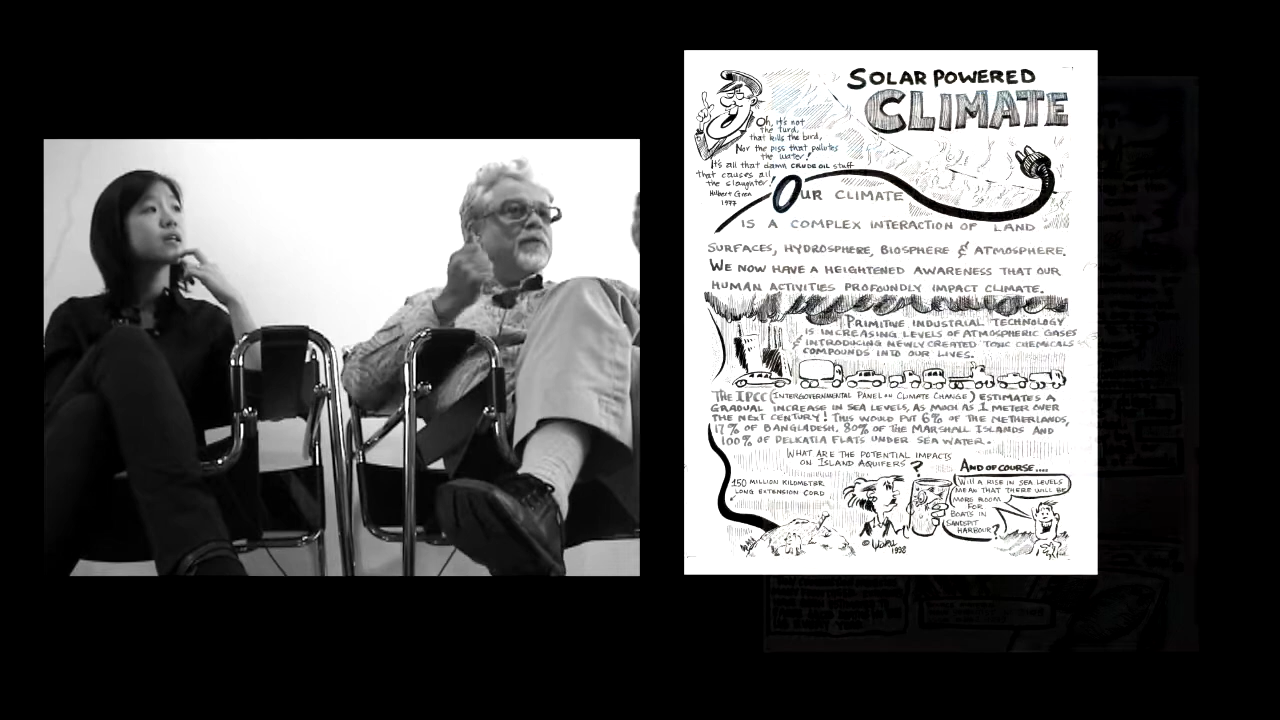 SOLAR POWERED
CLIMATE
Oh, it's not
the turd,
that kills the bird,
Nor the piss that pollutes
the water!
It's all that damn CRUDE OIL stuff
that causes all
the slaughter!
Hilbert Gren
1977
OUR CLIMATE
IS A COMPLEX INTERACTION OF LAND
SURFACES, HYDROSPHERE, BIOSPHERE & ATMOSPHERE.
WE NOW HAVE A HEIGHTENED AWARENESS THAT OUR
HUMAN ACTIVITIES PROFOUNDLY IMPACT CLIMATE.
PRIMITIVE INDUSTRIAL TECHNOLOGY
IS INCREASING LEVELS OF ATMOSPHERIC GASES
INTRODUCING NEWLY CREATED TOXIC CHEMICALS
COMPOUNDS INTO OUR LIVES.
THE IPCC (INTERGOVERNMENTAL PANEL ON CLIMATE CHANGE) ESTIMATES A
GRADUAL INCREASE IN SEA LEVELS, AS MUCH AS 1 METER OVER
THE NEXT CENTURY! THIS WOULD PUT 6% OF THE NETHERLANDS,
17% OF BANGLADESH, 80% OF THE MARSHALL ISLANDS AND
100% OF DELKATLA FLATS UNDER SEA WATER.
WHAT ARE THE POTENTIAL IMPACTS
ON ISLAND AQUIFERS ?
AND OF COURSE....
150 MILLION KILOMETER
LONG EXTENSION CORD
WILL A RISE IN SEA LEVELS
MEAN THAT THERE WILL BE
MORE ROOM
FOR
BOATS IN
SANDSPIT
HARBOUR?
1998